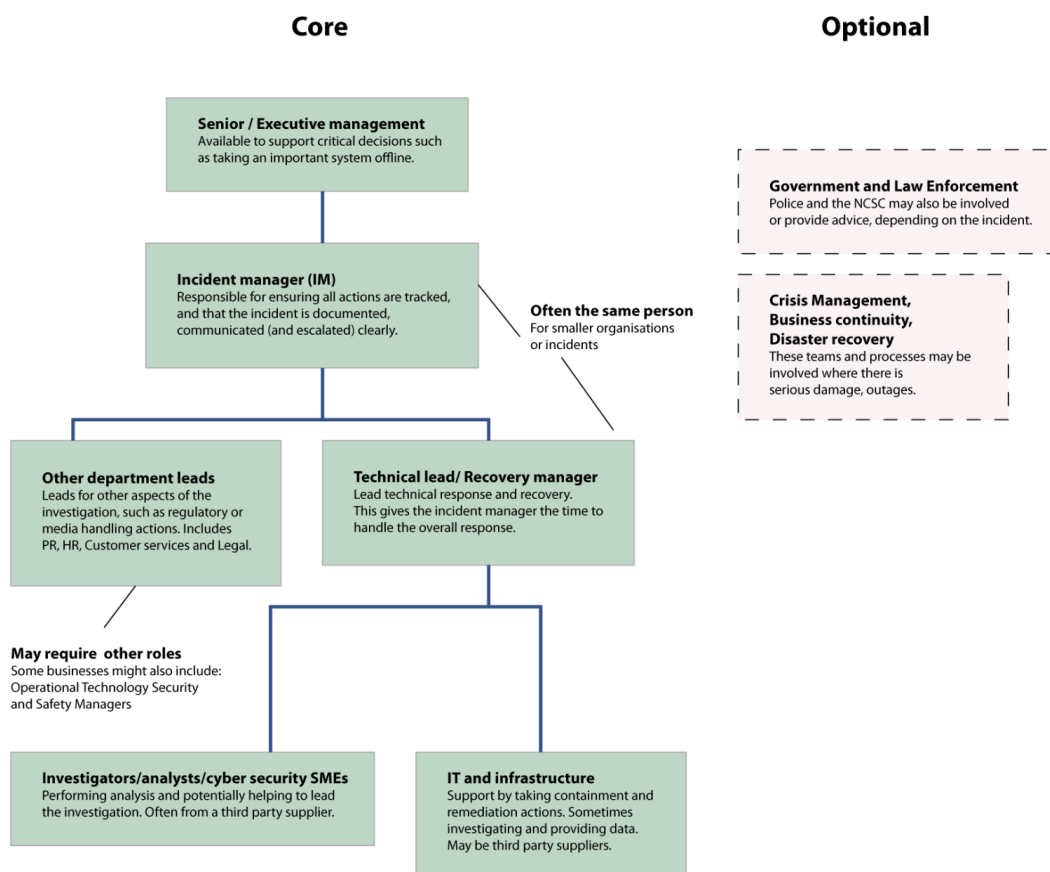 Core
Optional
Senior / Executive management
Available to support critical decisions such
as taking an important system offline.
Government and Law Enforcement
Police and the NCSC may also be involved
or provide advice, depending on the incident.
Incident manager (IM)
Responsible for ensuring all actions are tracked,
and that the incident is documented,
communicated (and escalated) clearly.
Often the same person
For smaller organisations
or incidents
Crisis Management,
Business continuity,
Disaster recovery
These teams and processes may be
involved where there is
serious damage, outages.
Other department leads
Leads for other aspects of the
investigation, such as regulatory or
media handling actions. Includes
PR, HR, Customer services and Legal.
Technical lead/ Recovery manager
Lead technical response and recovery.
This gives the incident manager the time to
handle the overall response.
May require other roles
Some businesses might also include:
Operational Technology Security
and Safety Managers
Investigators/analysts/cyber security SMEs
Performing analysis and potentially helping to lead
the investigation. Often from a third party supplier.
IT and infrastructure
Support by taking containment and
remediation actions. Sometimes
investigating and providing data.
May be third party suppliers.